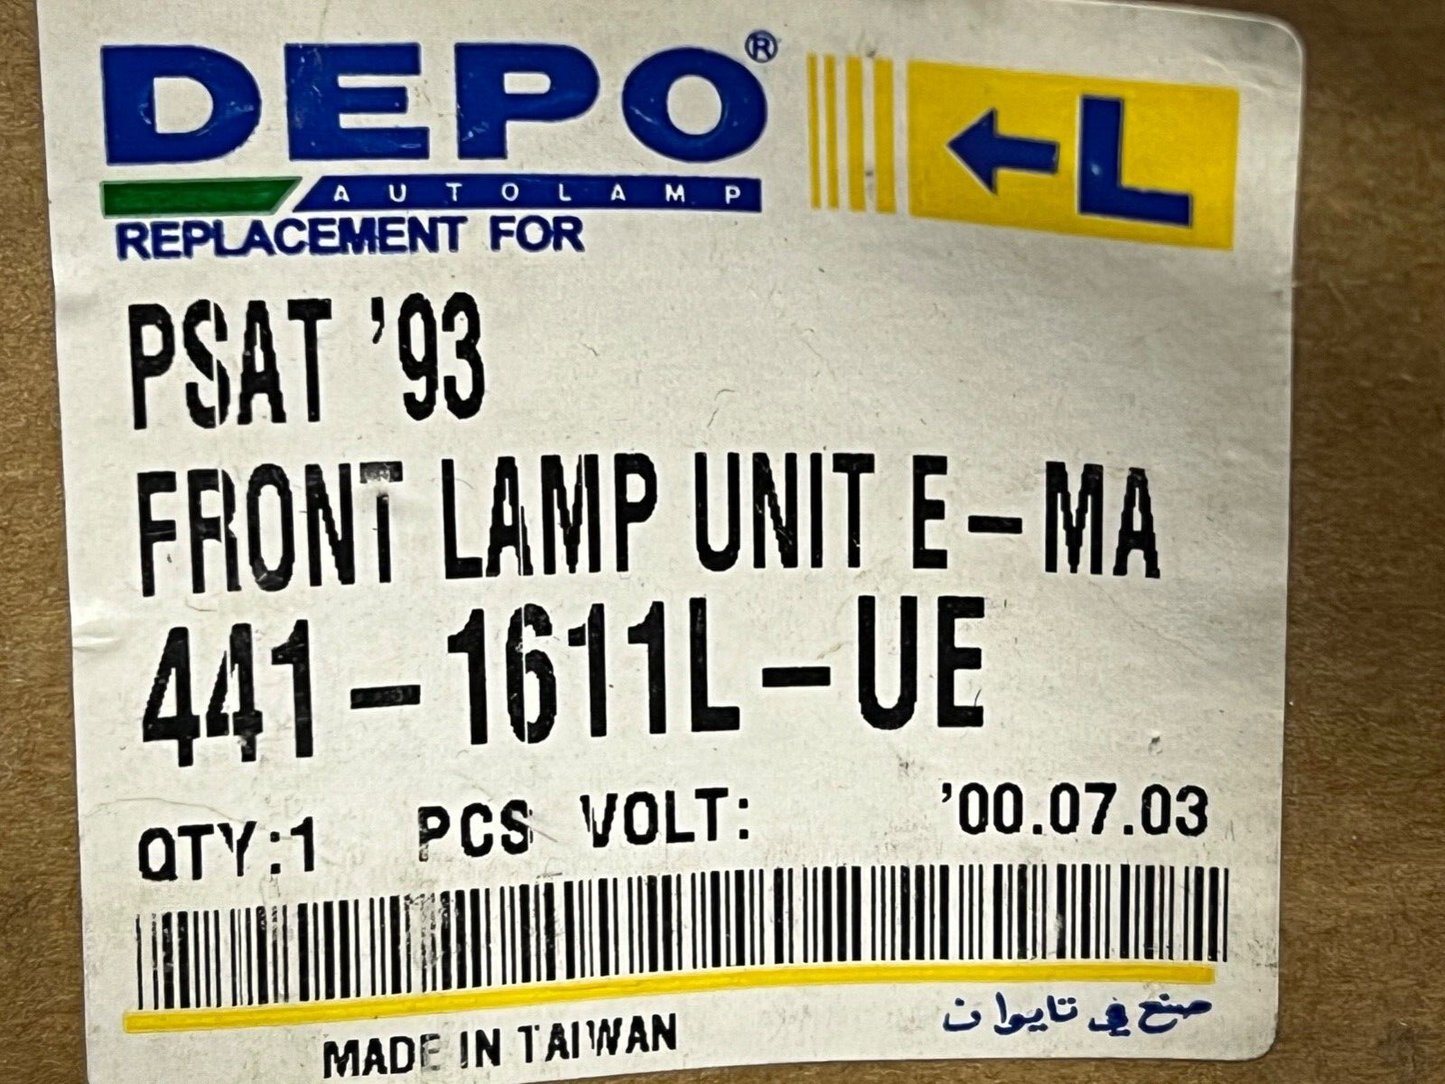 DEPO®
AUTOLAMP
L
REPLACEMENT FOR
PSAT '93
FRONT LAMP UNIT E-MA
441-1611L-UE
QTY:1 PCS VOLT: '00.07.03
MADE IN TAIWAN
صنع في تايوان